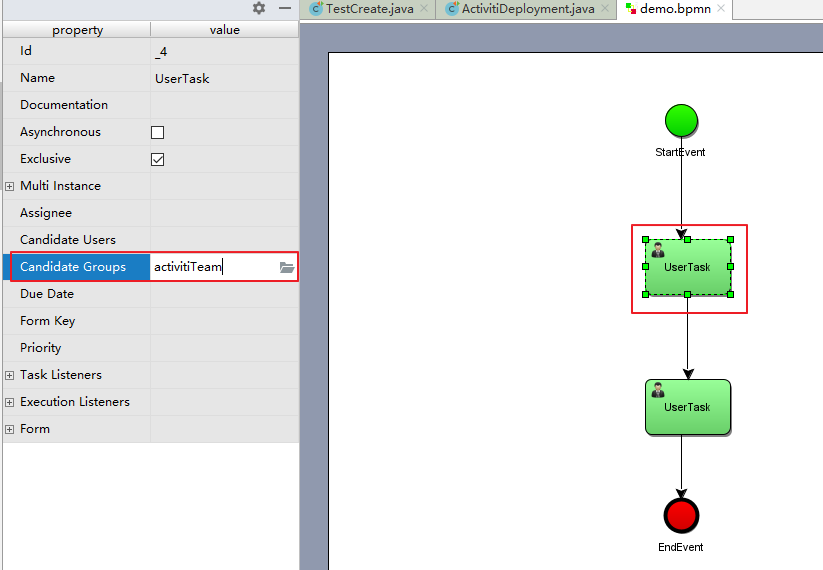 TestCreate.java
ActivitiDeployment.java
demo.bpmn
property value
Id _4
Name UserTask
Documentation
Asynchronous
Exclusive
Multi Instance
Assignee
Candidate Users
Candidate Groups activitiTeam
Due Date
Form Key
Priority
Task Listeners
Execution Listeners
Form
StartEvent
UserTask
UserTask
EndEvent